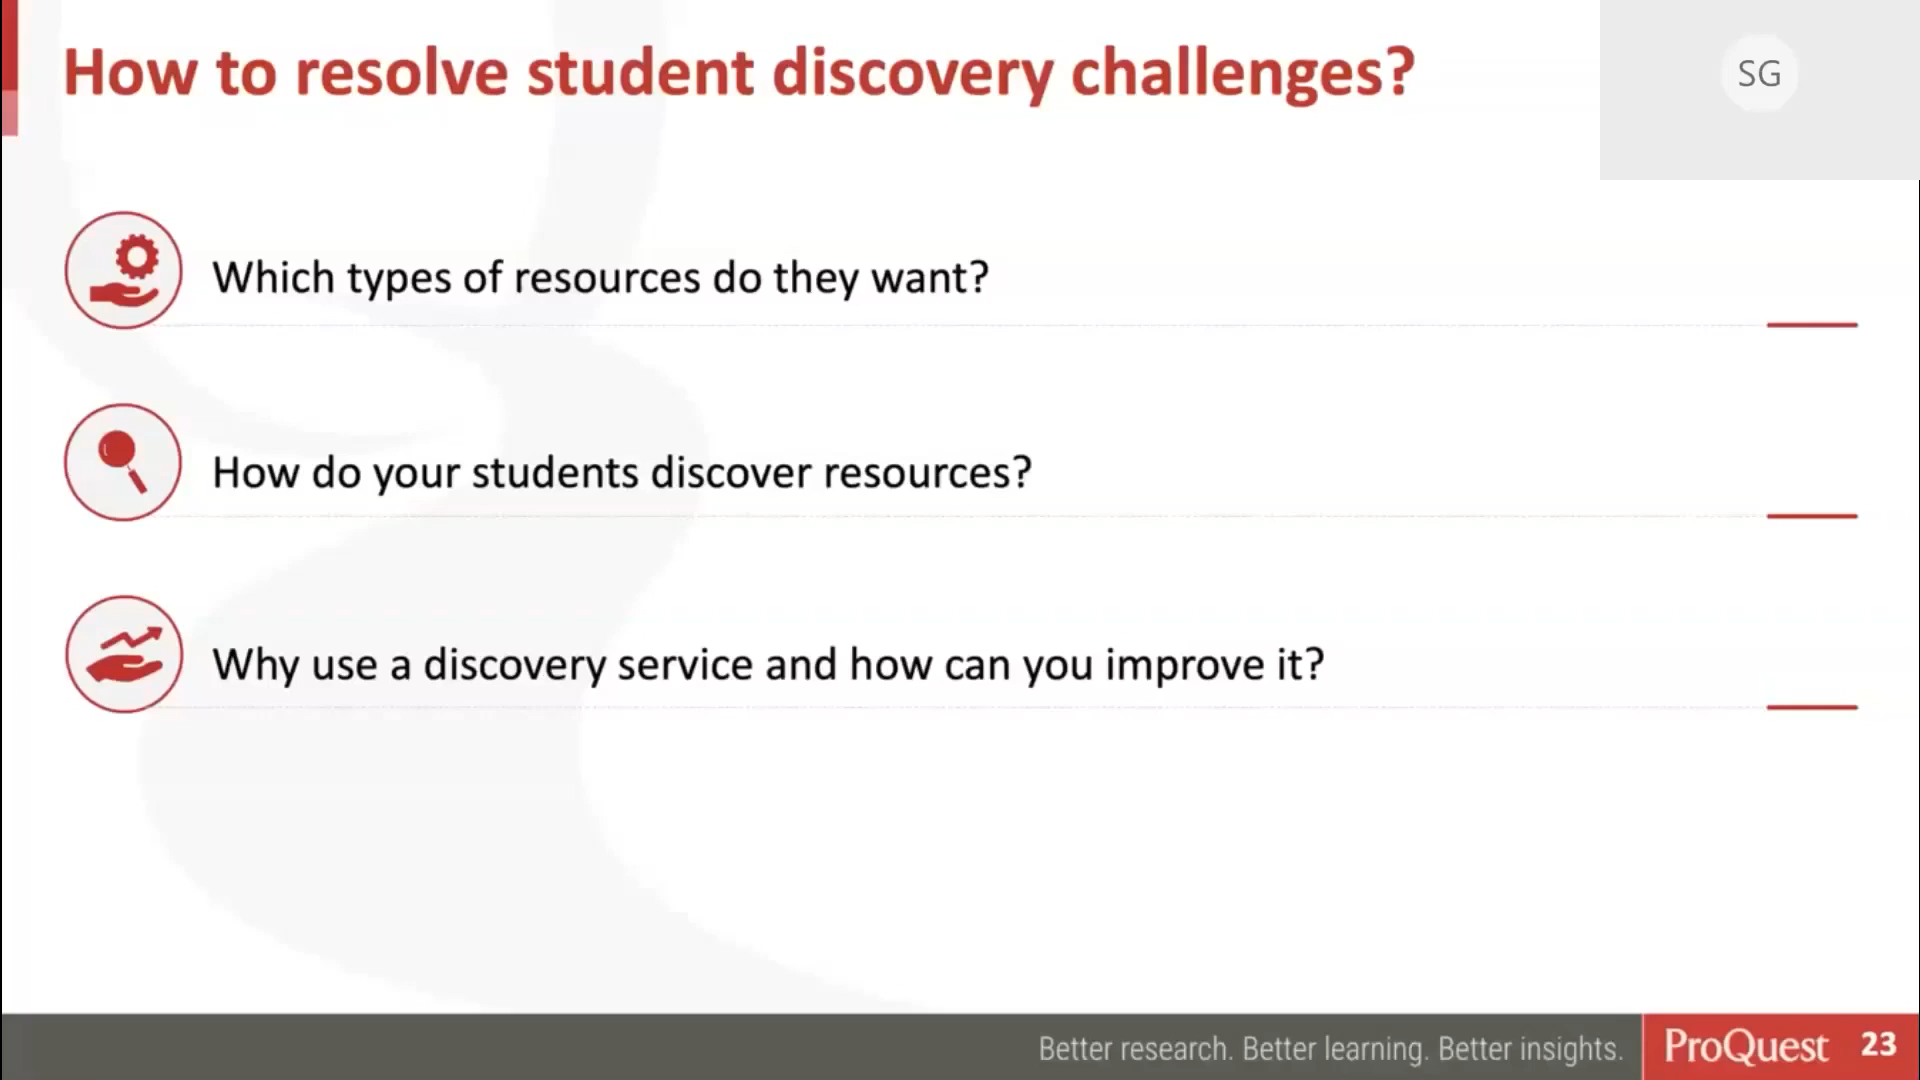 How to resolve student discovery challenges?
SG
Which types of resources do they want?
How do your students discover resources?
Why use a discovery service and how can you improve it?
Better research. Better learning. Better insights.
ProQuest 23